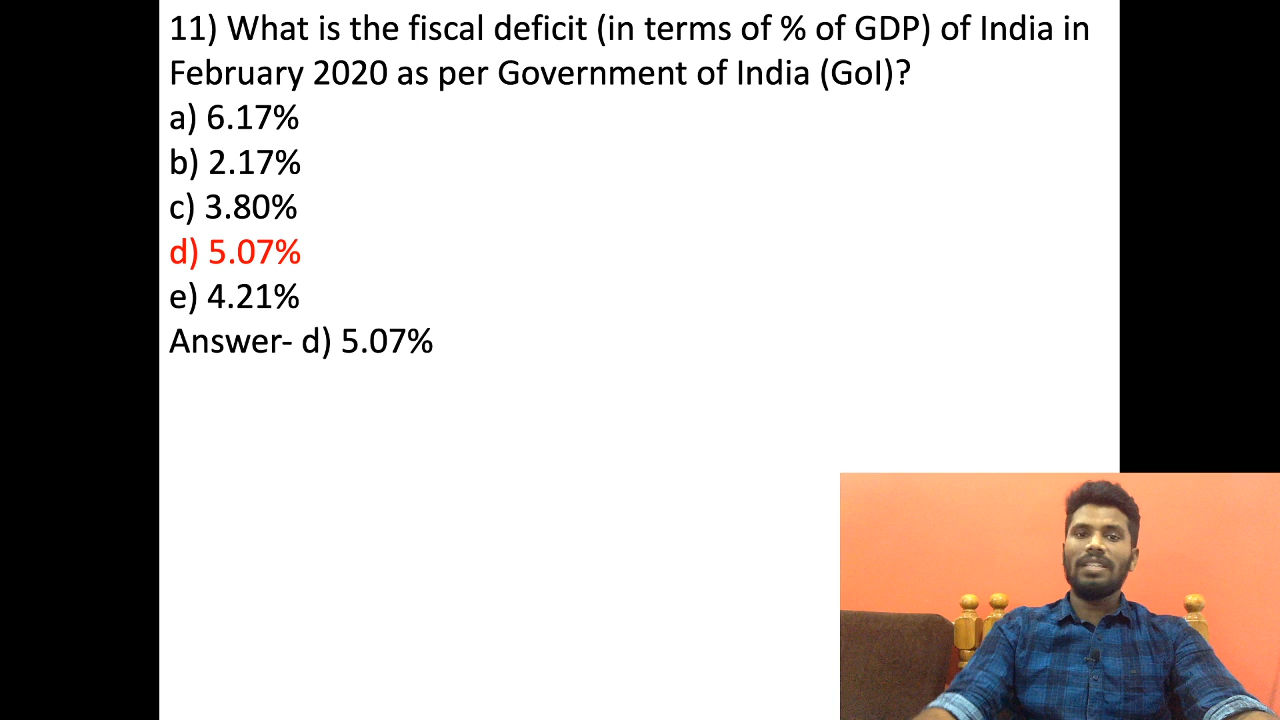 11) What is the fiscal deficit (in terms of % of GDP) of India in
February 2020 as per Government of India (GoI)?
a) 6.17%
b) 2.17%
c) 3.80%
d) 5.07%
e) 4.21%
Answer- d) 5.07%